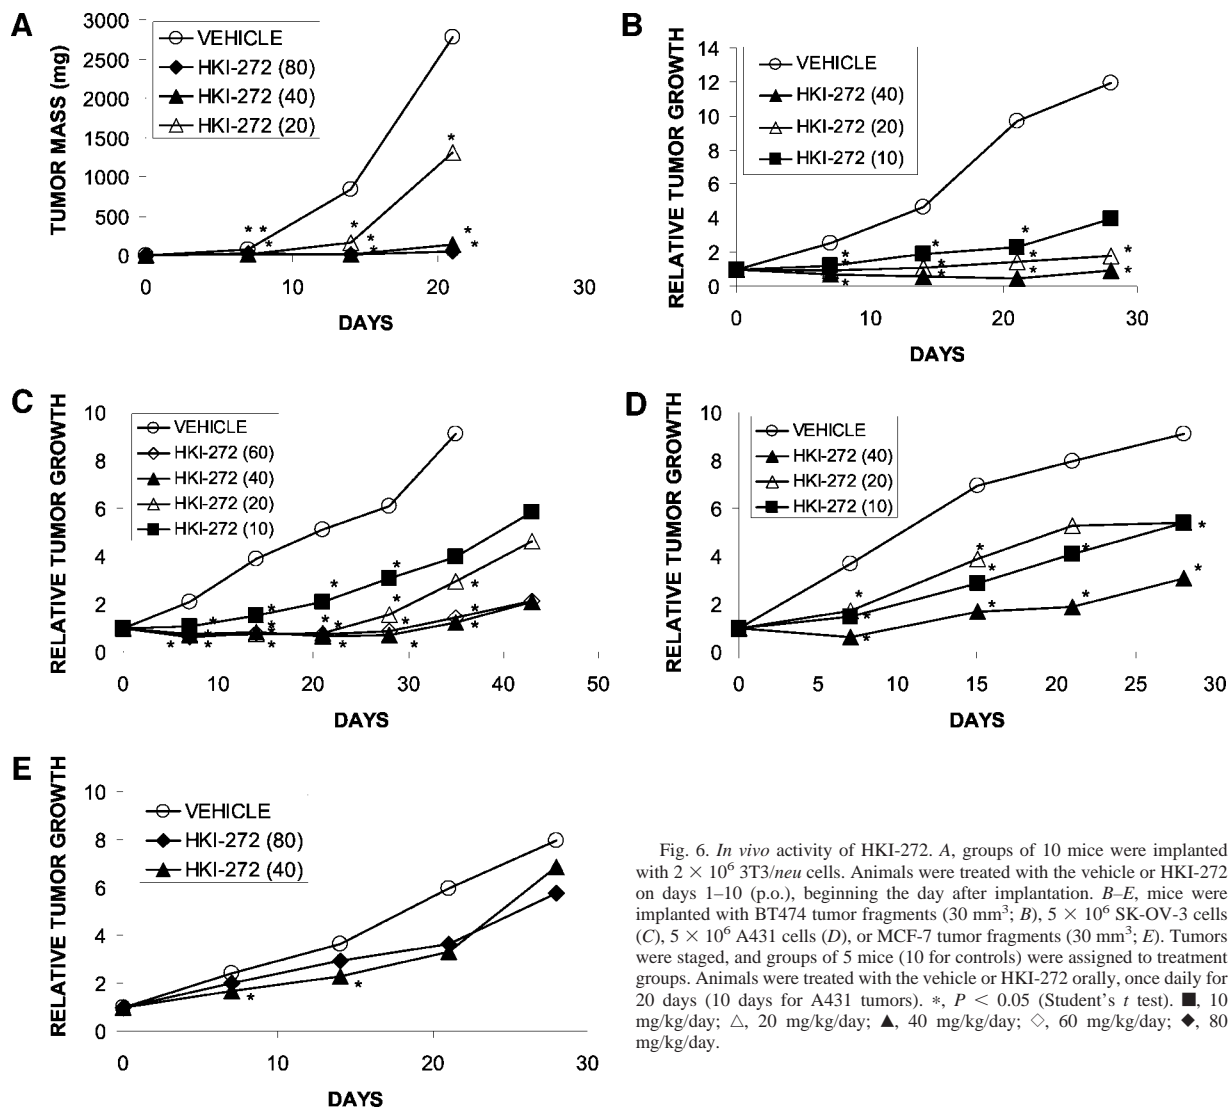 A
TUMOR MASS (mg)
3000
2500
2000
1500
1000
500
0
VEHICLE
HKI-272 (80)
HKI-272 (40)
HKI-272 (20)
* * *
* * *
* * *
0 10 20 30
DAYS
B
RELATIVE TUMOR GROWTH
14
12
10
8
6
4
2
0
VEHICLE
HKI-272 (40)
HKI-272 (20)
HKI-272 (10)
0 10 20 30
DAYS
C
RELATIVE TUMOR GROWTH
10
8
6
4
2
0
VEHICLE
HKI-272 (60)
HKI-272 (40)
HKI-272 (20)
HKI-272 (10)
0 10 20 30 40 50
DAYS
D
RELATIVE TUMOR GROWTH
10
8
6
4
2
0
VEHICLE
HKI-272 (40)
HKI-272 (20)
HKI-272 (10)
0 5 10 15 20 25 30
DAYS
E
RELATIVE TUMOR GROWTH
10
8
6
4
2
0
VEHICLE
HKI-272 (80)
HKI-272 (40)
* *
0 10 20 30
DAYS
Fig. 6. In vivo activity of HKI-272. A, groups of 10 mice were implanted
with 2 × 10⁶ 3T3/neu cells. Animals were treated with the vehicle or HKI-272
on days 1–10 (p.o.), beginning the day after implantation. B–E, mice were
implanted with BT474 tumor fragments (30 mm³; B), 5 × 10⁶ SK-OV-3 cells
(C), 5 × 10⁶ A431 cells (D), or MCF-7 tumor fragments (30 mm³; E). Tumors
were staged, and groups of 5 mice (10 for controls) were assigned to treatment
groups. Animals were treated with the vehicle or HKI-272 orally, once daily for
20 days (10 days for A431 tumors). *, P < 0.05 (Student's t test). ■, 10
mg/kg/day; △, 20 mg/kg/day; ▲, 40 mg/kg/day; ◇, 60 mg/kg/day; ◆, 80
mg/kg/day.